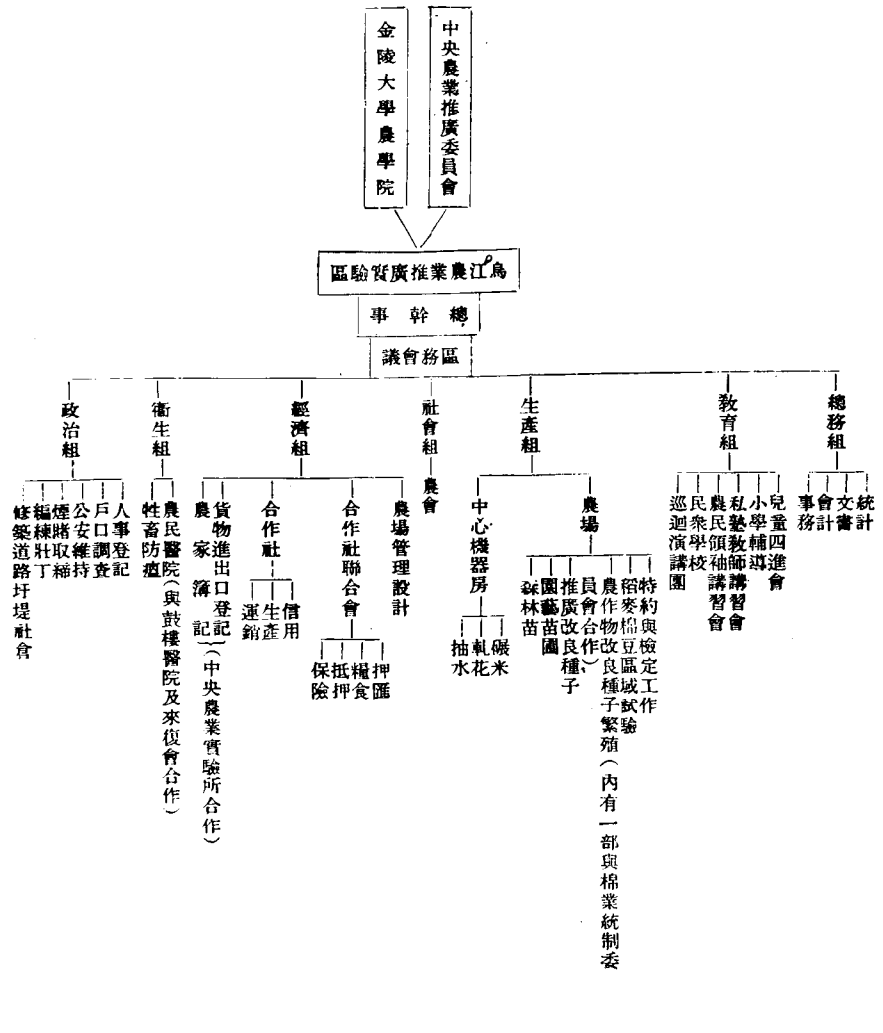 中央農業推廣委員會
金陵大學農學院
烏江農業推廣實驗區
總幹事
區務會議
總務組
統計
文書
會計
事務
教育組
兒童四進會
小學輔導
私塾教師講習會
農民領袖講習會
民衆學校
巡迴演講團
生產組
農場
特約與檢定工作
稻麥棉豆區域試驗
農作物改良種子繁殖(內有一部與棉業統制委
員會合作)
推廣改良種子
園藝苗圃
森林苗
中心機器房
碾米
軋花
抽水
社會組
農會
經濟組
農場管理設計
合作社聯合會
押匯
糧食
抵押
保險
合作社
信用
生產
運銷
貨物進出口登記
農家簿記
(中央農業實驗所合作)
衞生組
農民醫院(與鼓樓醫院及來復會合作)
牲畜防疫
政治組
人事登記
戶口調查
公安維持
煙賭取締
編練壯丁
修築道路圩堤社倉